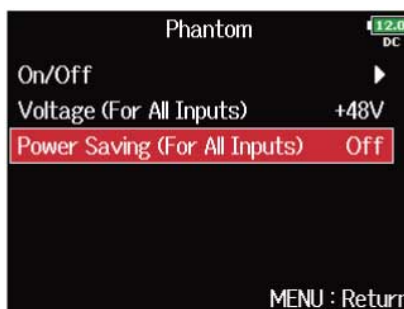 Phantom
12.0
DC
On/Off
Voltage (For All Inputs) +48V
Power Saving (For All Inputs) Off
MENU : Return